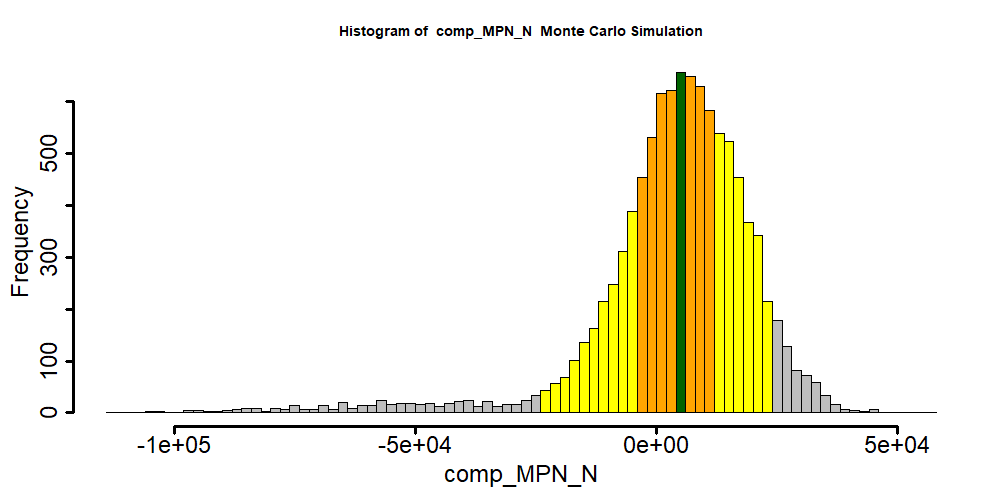 Histogram of  comp_MPN_N  Monte Carlo Simulation
Frequency
500
300
100
0
-1e+05 -5e+04 0e+00 5e+04
comp_MPN_N